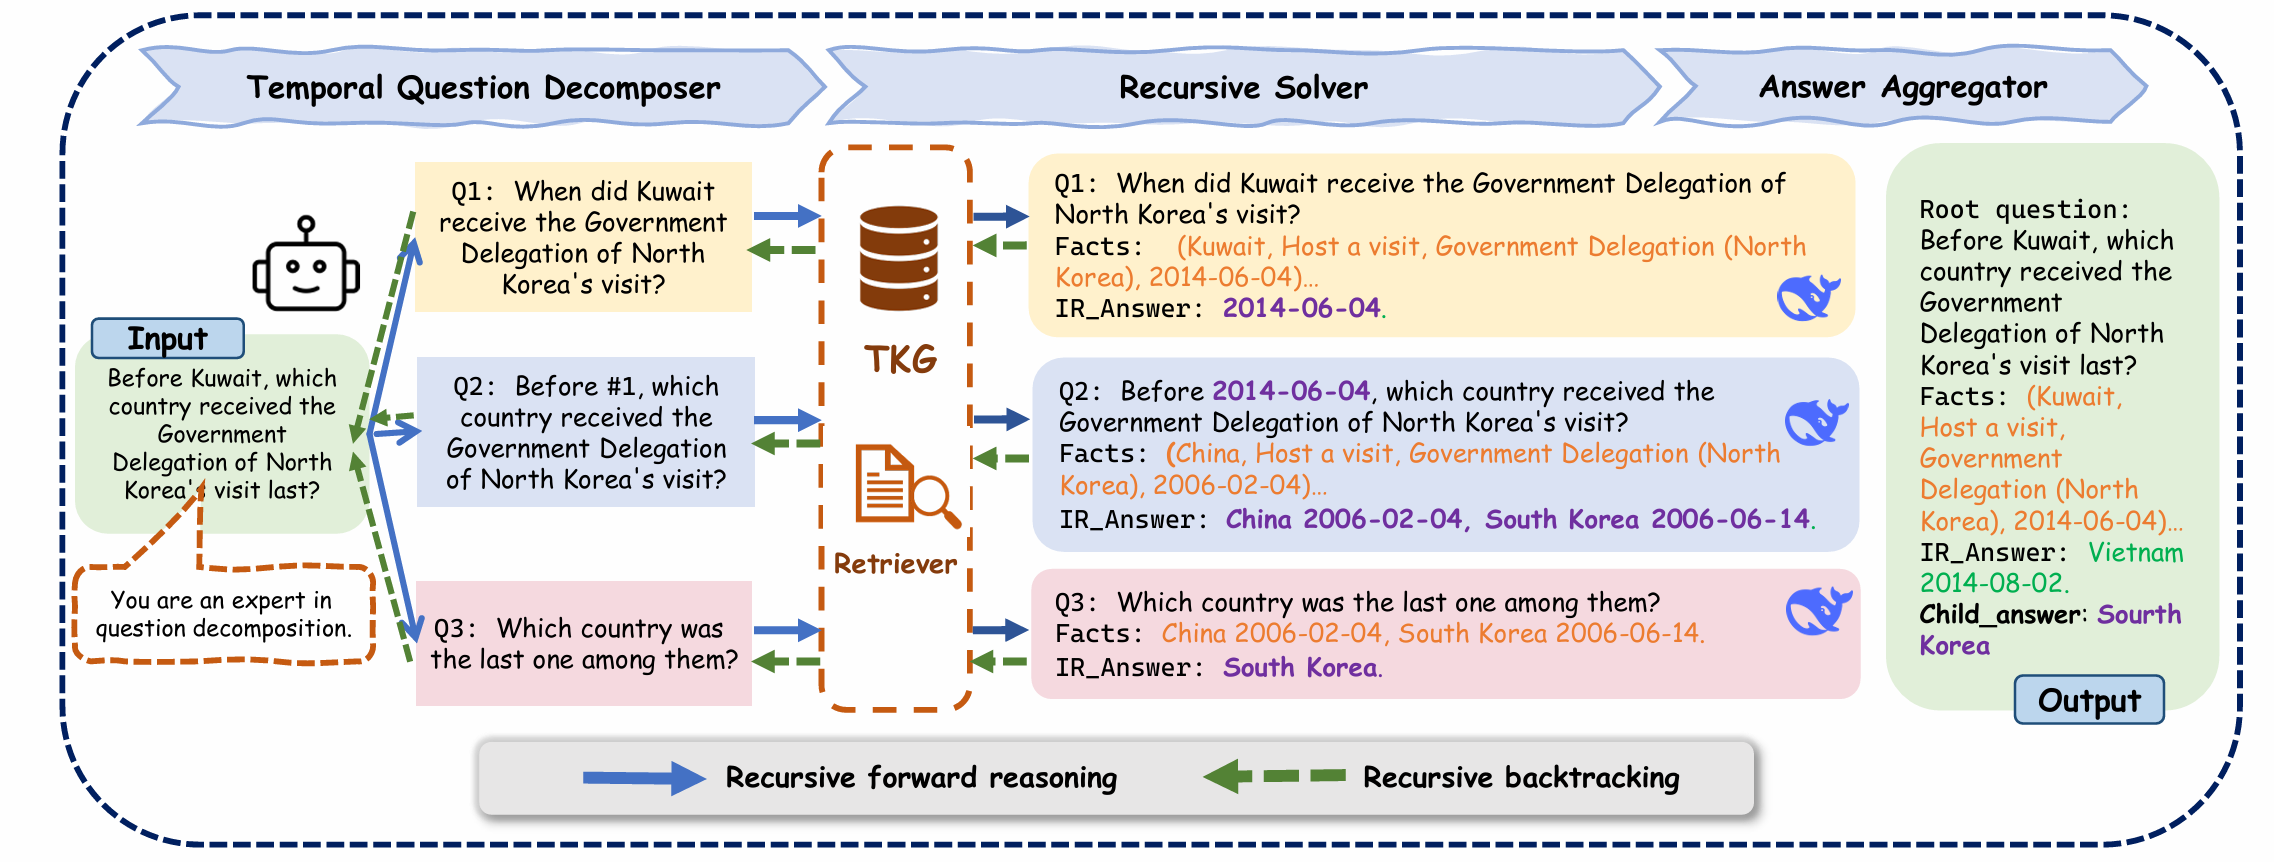 Temporal Question Decomposer
Recursive Solver
Answer Aggregator
Input
Before Kuwait, which
country received the
Government
Delegation of North
Korea's visit last?
You are an expert in
question decomposition.
Q1: When did Kuwait
receive the Government
Delegation of North
Korea's visit?
Q2: Before #1, which
country received the
Government Delegation
of North Korea's visit?
Q3: Which country was
the last one among them?
TKG
Retriever
Q1: When did Kuwait receive the Government Delegation of
North Korea's visit?
Facts: (Kuwait, Host a visit, Government Delegation (North
Korea), 2014-06-04)...
IR_Answer: 2014-06-04.
Q2: Before 2014-06-04, which country received the
Government Delegation of North Korea's visit?
Facts: (China, Host a visit, Government Delegation (North
Korea), 2006-02-04)...
IR_Answer: China 2006-02-04, South Korea 2006-06-14.
Q3: Which country was the last one among them?
Facts: China 2006-02-04, South Korea 2006-06-14.
IR_Answer: South Korea.
Root question:
Before Kuwait, which
country received the
Government
Delegation of North
Korea's visit last?
Facts: (Kuwait,
Host a visit,
Government
Delegation (North
Korea), 2014-06-04)...
IR_Answer: Vietnam
2014-08-02.
Child_answer: Sourth
Korea
Output
Recursive forward reasoning
Recursive backtracking